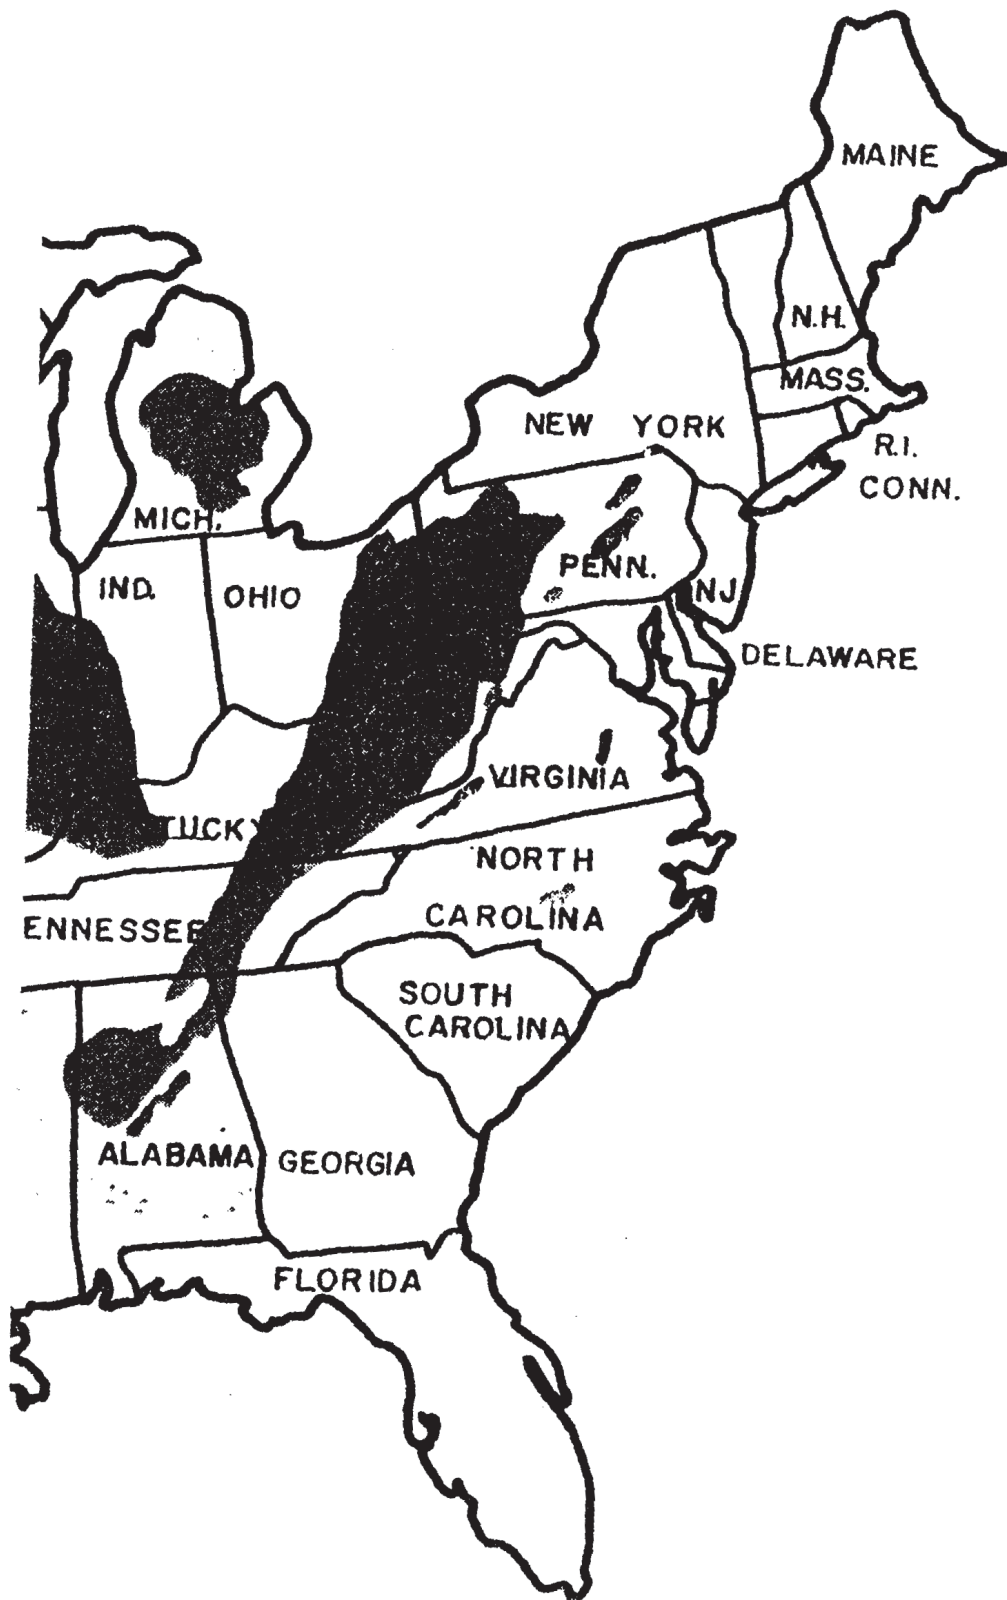 MAINE
N.H.
MASS.
NEW YORK
R.I.
CONN.
MICH.
PENN.
IND.
OHIO
NJ
DELAWARE
VIRGINIA
TUCKY
NORTH
CAROLINA
ENNESSEE
SOUTH
CAROLINA
ALABAMA
GEORGIA
FLORIDA